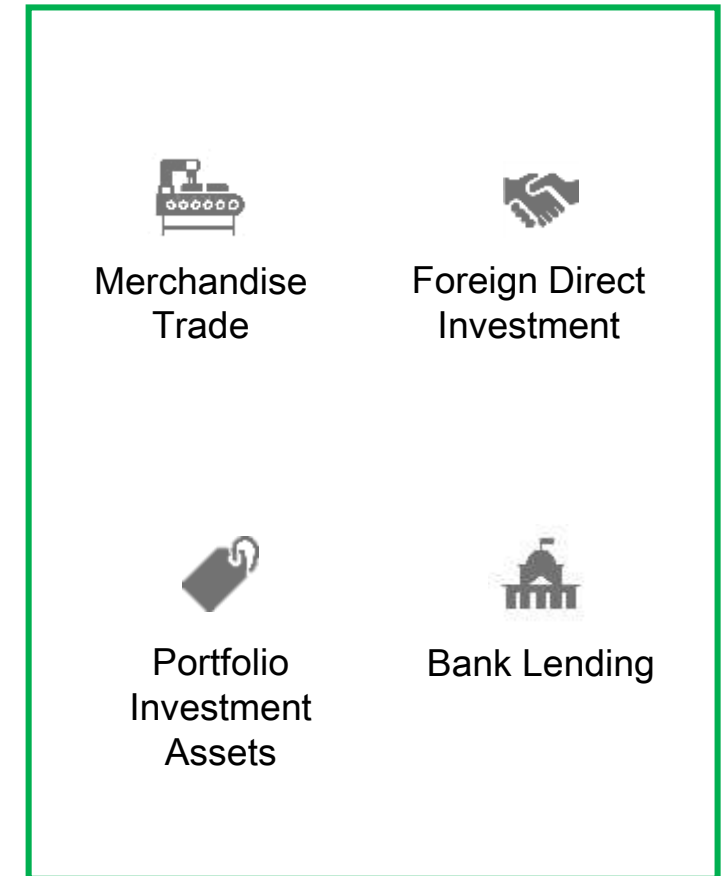 Merchandise
Trade
Foreign Direct
Investment
Portfolio
Investment
Assets
Bank Lending